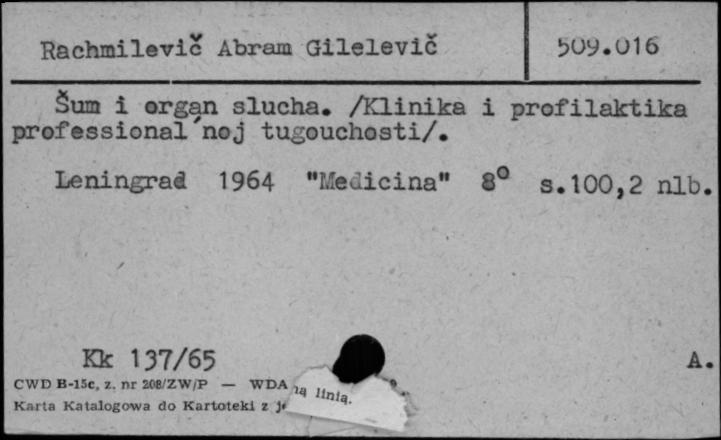 Rachmilevič Abram Gilelevič 509.016
Šum i organ slucha. /Klinika i profilaktika
professional´noj tugouchosti/.
Leningrad 1964 "Medicina" 8° s.100,2 nlb.
Kk 137/65 A.
CWD B-15c, z. nr 208/ZW/P — WDA
ną linią.
Karta Katalogowa do Kartoteki z